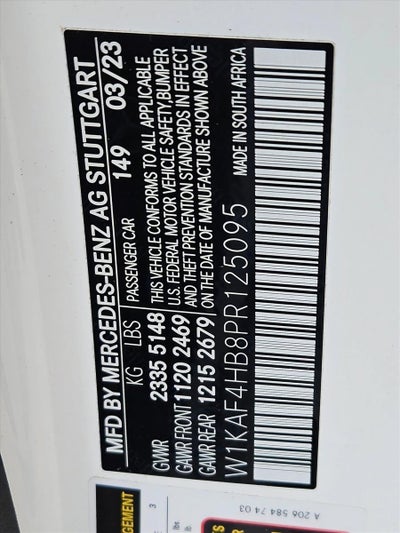 MFD BY MERCEDES-BENZ AG STUTTGART
149 03/23
KG LBS PASSENGER CAR
GVWR 2335 5148 THIS VEHICLE CONFORMS TO ALL APPLICABLE
U.S. FEDERAL MOTOR VEHICLE SAFETY,BUMPER
GAWR FRONT 1120 2469 AND THEFT PREVENTION STANDARDS IN EFFECT
GAWR REAR 1215 2679 ON THE DATE OF MANUFACTURE SHOWN ABOVE
W1KAF4HB8PR125095 MADE IN SOUTH AFRICA
GEMENT
3
lbs
A 206 584 74 03